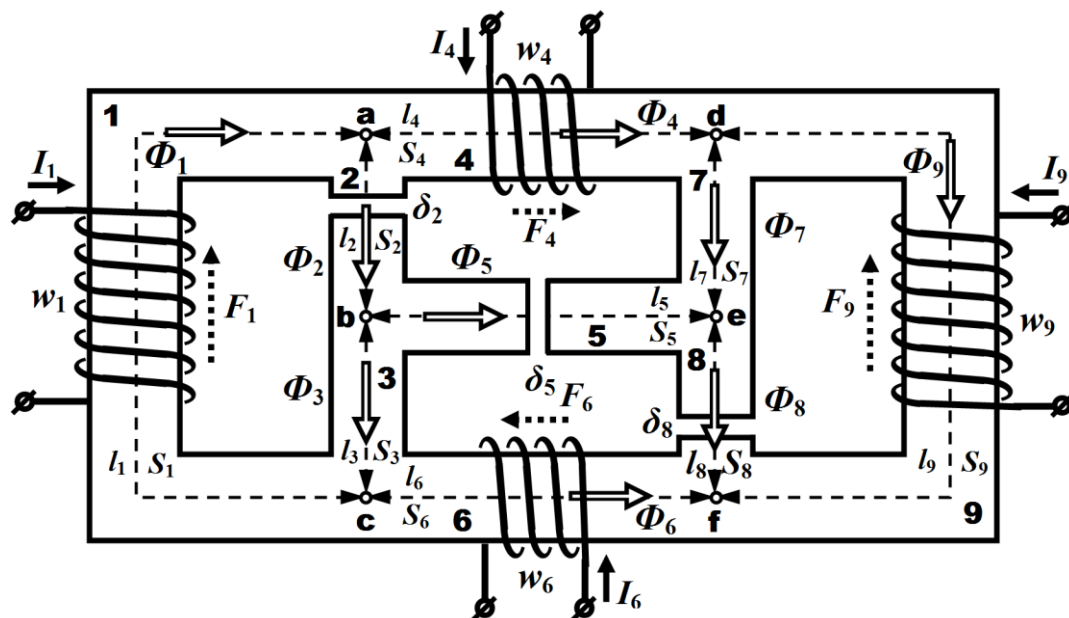 I₄ w₄
1 a l₄ S₄ 4 Φ₄ d
Φ₁ Φ₉
I₁ 2 7 I₉
δ₂ F₄
Φ₂ l₂ S₂ Φ₅ l₇ S₇ Φ₇
w₁ F₁ b l₅ S₅ e F₉ w₉
5
Φ₃ 3 δ₅ F₆ 8 Φ₈
δ₈
l₁ S₁ l₃ S₃ l₆ l₈ S₈ l₉ S₉
c S₆ 6 Φ₆ f 9
w₆ I₆